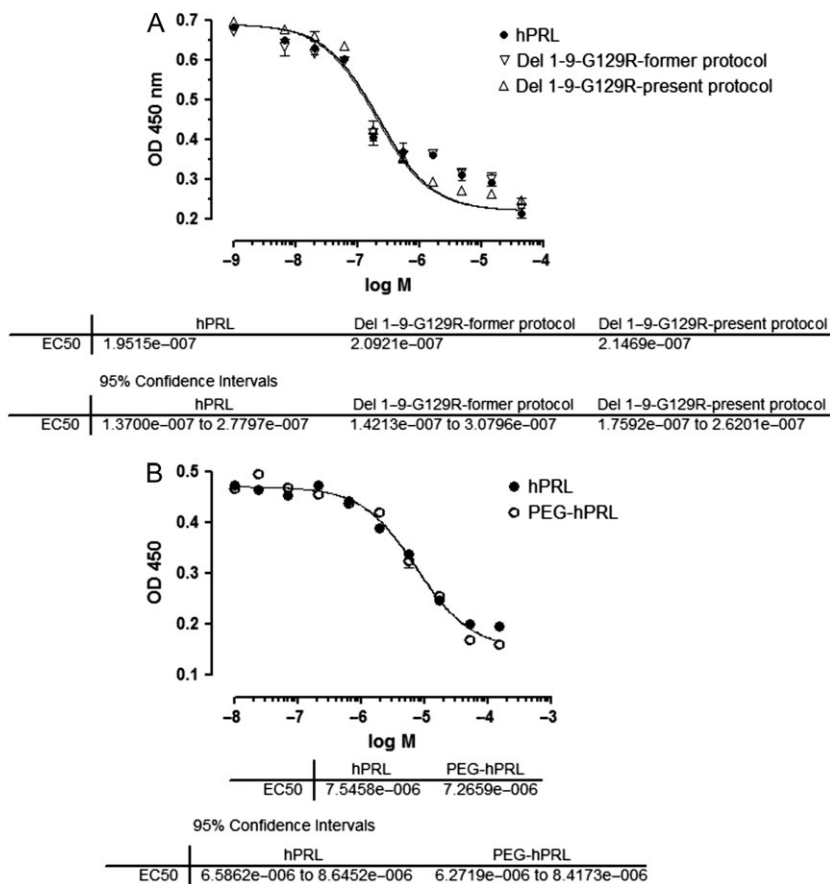 A
0.7
0.6
0.5
0.4
0.3
0.2
OD 450 nm
–9 –8 –7 –6 –5 –4
log M
hPRL
Del 1–9-G129R-former protocol
Del 1–9-G129R-present protocol
hPRL Del 1–9-G129R-former protocol Del 1–9-G129R-present protocol
EC50 1.9515e–007 2.0921e–007 2.1469e–007
95% Confidence Intervals
hPRL Del 1–9-G129R-former protocol Del 1–9-G129R-present protocol
EC50 1.3700e–007 to 2.7797e–007 1.4213e–007 to 3.0796e–007 1.7592e–007 to 2.6201e–007
B
0.5
0.4
0.3
0.2
0.1
OD 450
–8 –7 –6 –5 –4 –3
log M
hPRL
PEG-hPRL
hPRL PEG-hPRL
EC50 7.5458e–006 7.2659e–006
95% Confidence Intervals
hPRL PEG-hPRL
EC50 6.5862e–006 to 8.6452e–006 6.2719e–006 to 8.4173e–006